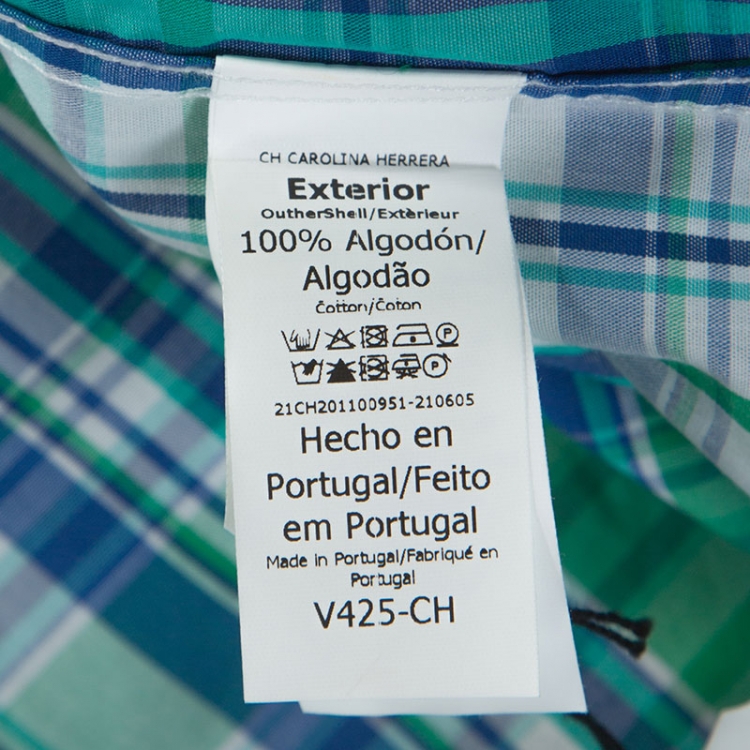 CH CAROLINA HERRERA
Exterior
OutherShell/Extèrieur
100% Algodón/
Algodão
Cotton/Coton
21CH201100951-210605
Hecho en
Portugal/Feito
em Portugal
Made in Portugal/Fabriqué en
Portugal
V425-CH